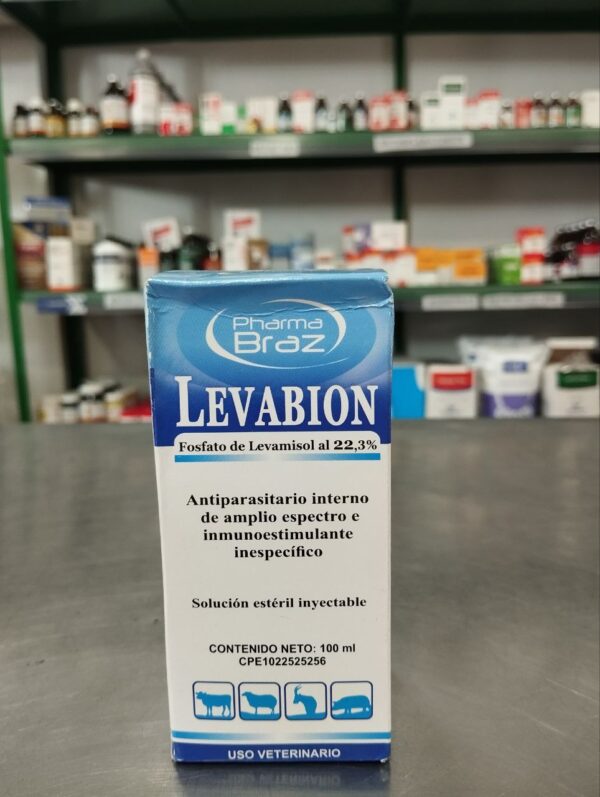 Pharma
Braz
LEVABION
Fosfato de Levamisol al 22,3%
Antiparasitario interno
de amplio espectro e
inmunoestimulante
inespecífico
Solución estéril inyectable
CONTENIDO NETO: 100 ml
CPE1022525256
USO VETERINARIO